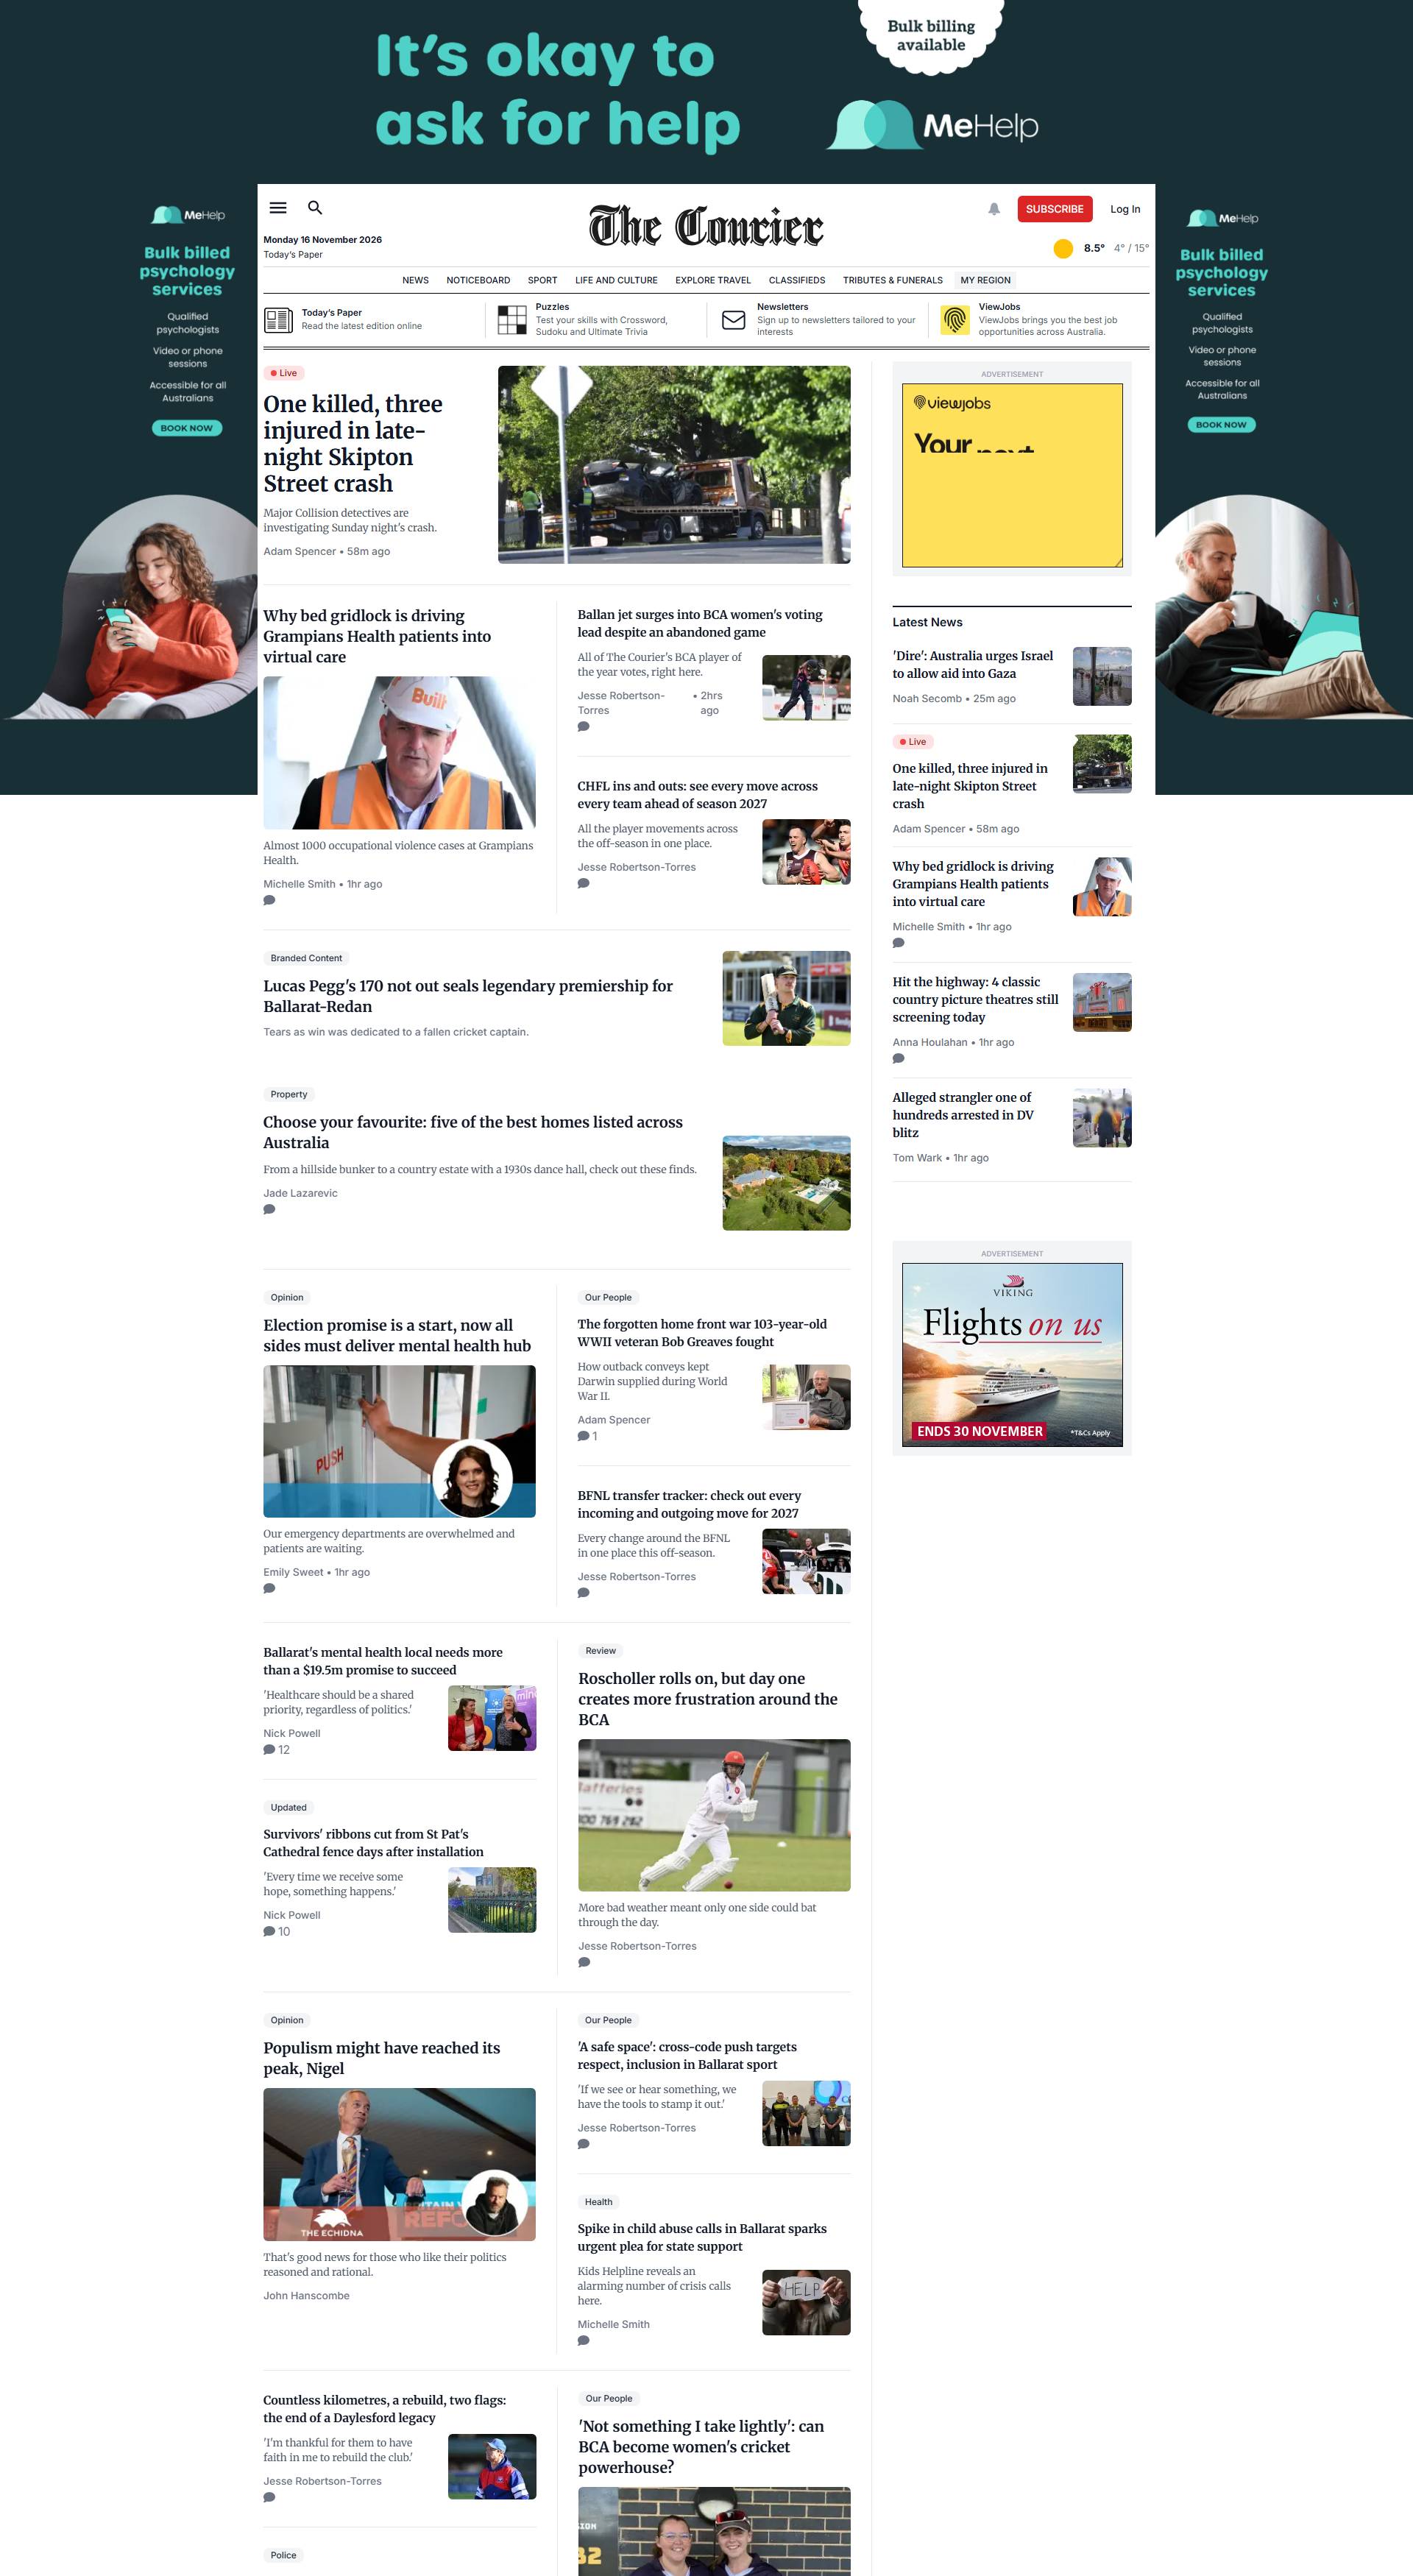 It's okay to
ask for help
Bulk billing
available
MeHelp
MeHelp
Bulk billed
psychology
services
Qualified
psychologists
Video or phone
sessions
Accessible for all
Australians
BOOK NOW
MeHelp
Bulk billed
psychology
services
Qualified
psychologists
Video or phone
sessions
Accessible for all
Australians
BOOK NOW
The Courier
SUBSCRIBE
Log In
Monday 16 November 2026
Today's Paper
8.5° 4° / 15°
NEWS NOTICEBOARD SPORT LIFE AND CULTURE EXPLORE TRAVEL CLASSIFIEDS TRIBUTES & FUNERALS MY REGION
Today's Paper
Read the latest edition online
Puzzles
Test your skills with Crossword,
Sudoku and Ultimate Trivia
Newsletters
Sign up to newsletters tailored to your
interests
ViewJobs
ViewJobs brings you the best job
opportunities across Australia.
Live
One killed, three
injured in late-
night Skipton
Street crash
Major Collision detectives are
investigating Sunday night's crash.
Adam Spencer • 58m ago
Why bed gridlock is driving
Grampians Health patients into
virtual care
Built
Almost 1000 occupational violence cases at Grampians
Health.
Michelle Smith • 1hr ago
Ballan jet surges into BCA women's voting
lead despite an abandoned game
All of The Courier's BCA player of
the year votes, right here.
Jesse Robertson-
Torres
• 2hrs
ago
CHFL ins and outs: see every move across
every team ahead of season 2027
All the player movements across
the off-season in one place.
Jesse Robertson-Torres
Branded Content
Lucas Pegg's 170 not out seals legendary premiership for
Ballarat-Redan
Tears as win was dedicated to a fallen cricket captain.
Property
Choose your favourite: five of the best homes listed across
Australia
From a hillside bunker to a country estate with a 1930s dance hall, check out these finds.
Jade Lazarevic
Opinion
Election promise is a start, now all
sides must deliver mental health hub
PUSH
Our emergency departments are overwhelmed and
patients are waiting.
Emily Sweet • 1hr ago
Our People
The forgotten home front war 103-year-old
WWII veteran Bob Greaves fought
How outback conveys kept
Darwin supplied during World
War II.
Adam Spencer
1
BFNL transfer tracker: check out every
incoming and outgoing move for 2027
Every change around the BFNL
in one place this off-season.
Jesse Robertson-Torres
Ballarat's mental health local needs more
than a $19.5m promise to succeed
'Healthcare should be a shared
priority, regardless of politics.'
Nick Powell
12
Updated
Survivors' ribbons cut from St Pat's
Cathedral fence days after installation
'Every time we receive some
hope, something happens.'
Nick Powell
10
Review
Roscholler rolls on, but day one
creates more frustration around the
BCA
More bad weather meant only one side could bat
through the day.
Jesse Robertson-Torres
Opinion
Populism might have reached its
peak, Nigel
THE ECHIDNA
That's good news for those who like their politics
reasoned and rational.
John Hanscombe
Our People
'A safe space': cross-code push targets
respect, inclusion in Ballarat sport
'If we see or hear something, we
have the tools to stamp it out.'
Jesse Robertson-Torres
Health
Spike in child abuse calls in Ballarat sparks
urgent plea for state support
Kids Helpline reveals an
alarming number of crisis calls
here.
HELP
Michelle Smith
Countless kilometres, a rebuild, two flags:
the end of a Daylesford legacy
'I'm thankful for them to have
faith in me to rebuild the club.'
Jesse Robertson-Torres
Police
Our People
'Not something I take lightly': can
BCA become women's cricket
powerhouse?
ADVERTISEMENT
viewjobs
Your
Latest News
'Dire': Australia urges Israel
to allow aid into Gaza
Noah Secomb • 25m ago
Live
One killed, three injured in
late-night Skipton Street
crash
Adam Spencer • 58m ago
Why bed gridlock is driving
Grampians Health patients
into virtual care
Michelle Smith • 1hr ago
Hit the highway: 4 classic
country picture theatres still
screening today
Anna Houlahan • 1hr ago
Alleged strangler one of
hundreds arrested in DV
blitz
Tom Wark • 1hr ago
ADVERTISEMENT
VIKING
Flights on us
ENDS 30 NOVEMBER
*T&Cs Apply